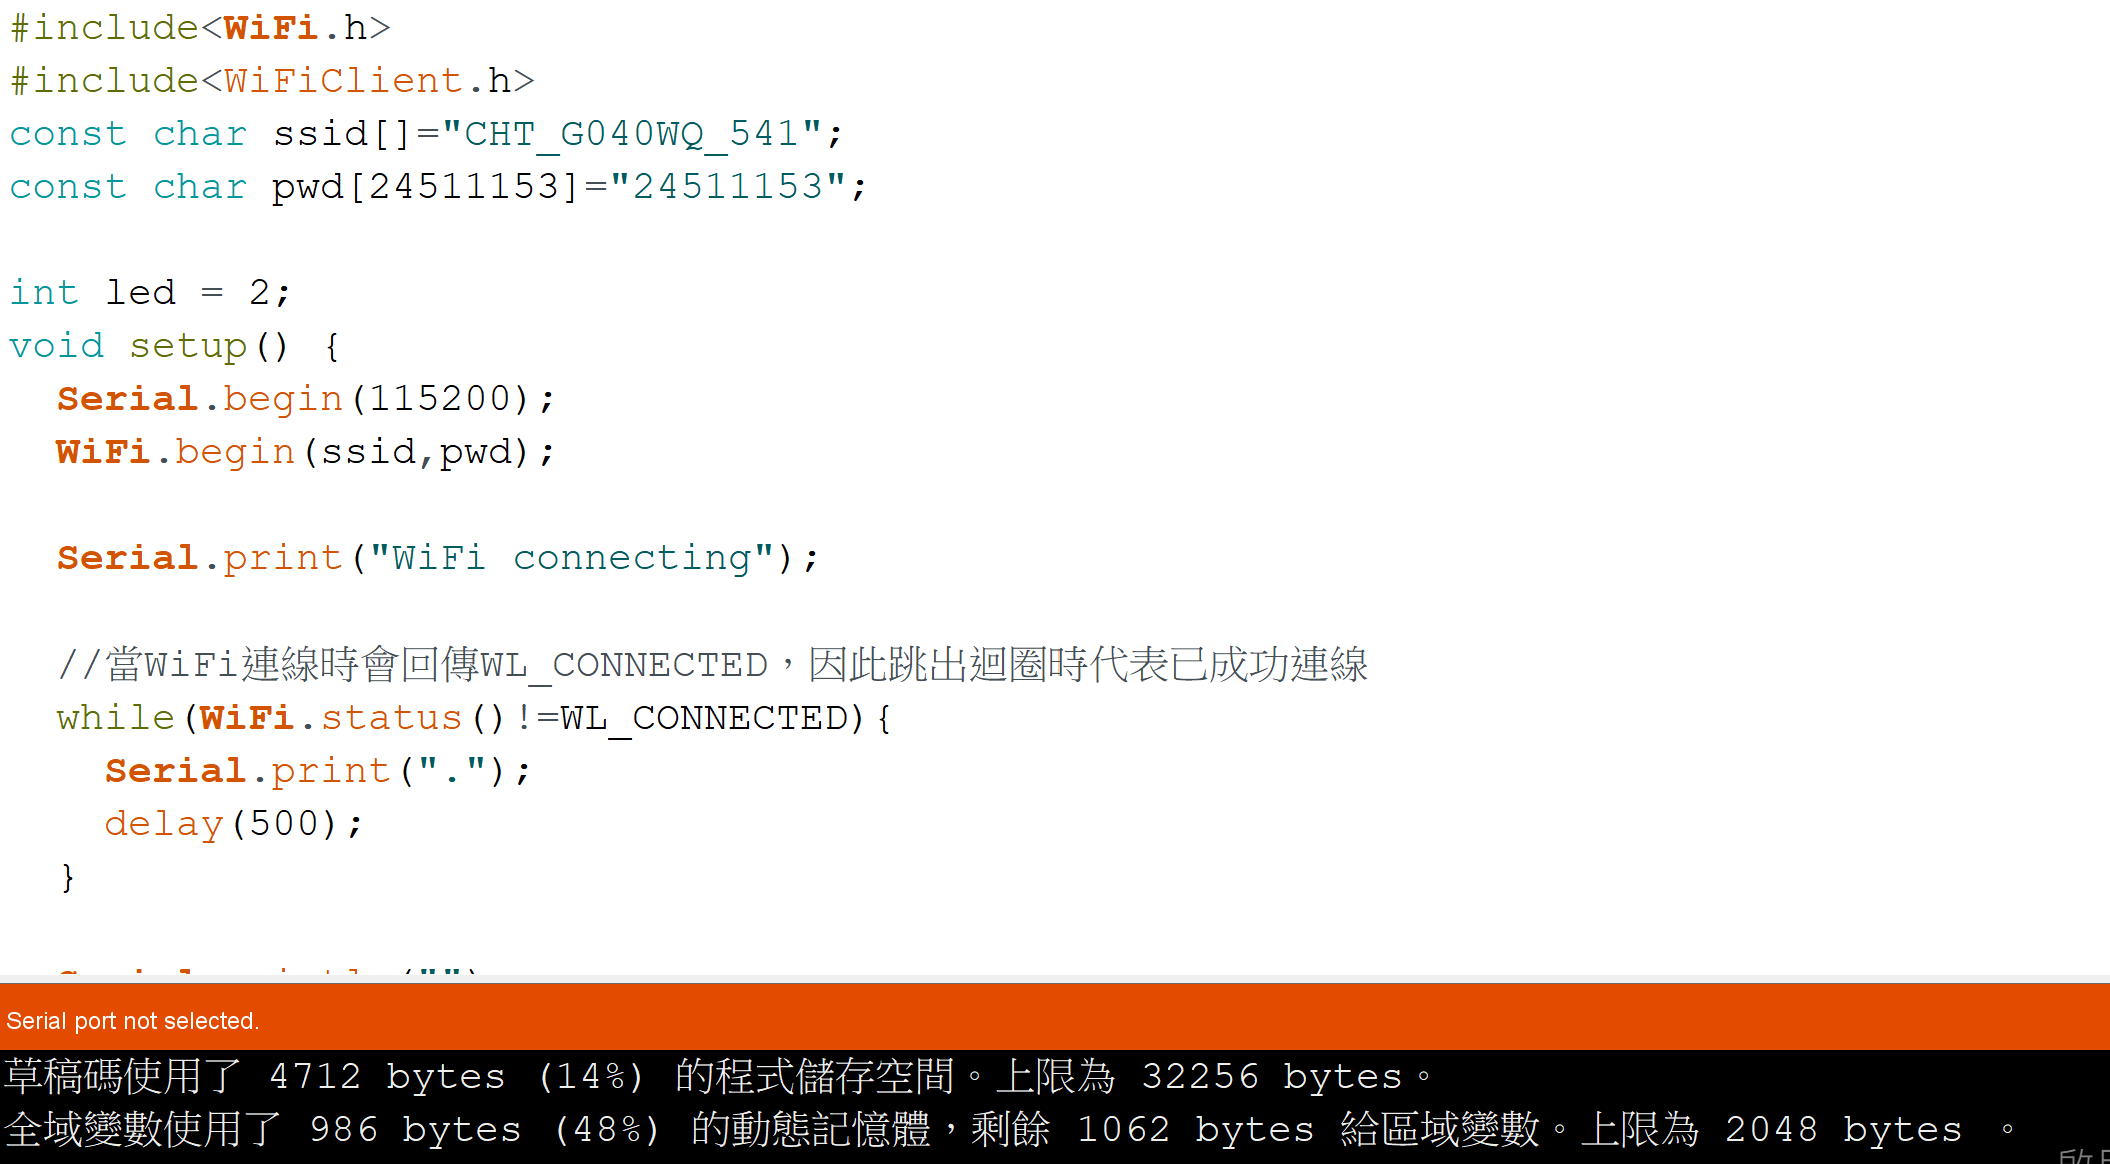 #include<WiFi.h>
#include<WiFiClient.h>
const char ssid[]="CHT_G040WQ_541";
const char pwd[24511153]="24511153";
int led = 2;
void setup() {
Serial.begin(115200);
WiFi.begin(ssid,pwd);
Serial.print("WiFi connecting");
//當WiFi連線時會回傳WL_CONNECTED，因此跳出迴圈時代表已成功連線
while(WiFi.status()!=WL_CONNECTED){
Serial.print(".");
delay(500);
}
Serial port not selected.
草稿碼使用了 4712 bytes (14%) 的程式儲存空間。上限為 32256 bytes。
全域變數使用了 986 bytes (48%) 的動態記憶體，剩餘 1062 bytes 給區域變數。上限為 2048 bytes 。